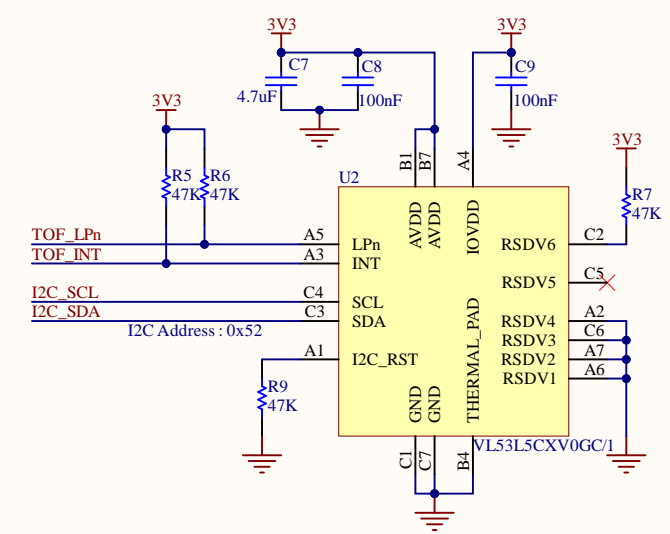 3V3
3V3
C7
C8
C9
4.7uF
100nF
100nF
3V3
3V3
B1
B7
A4
U2
R5
R6
47K
47K
R7
47K
AVDD
AVDD
IOVDD
TOF_LPn
A5
LPn
RSDV6
C2
TOF_INT
A3
INT
RSDV5
C5
I2C_SCL
C4
SCL
I2C_SDA
C3
SDA
RSDV4
A2
I2C Address : 0x52
RSDV3
C6
A1
I2C_RST
RSDV2
A7
RSDV1
A6
R9
47K
GND
GND
THERMAL_PAD
VL53L5CXV0GC/1
C1
C7
B4